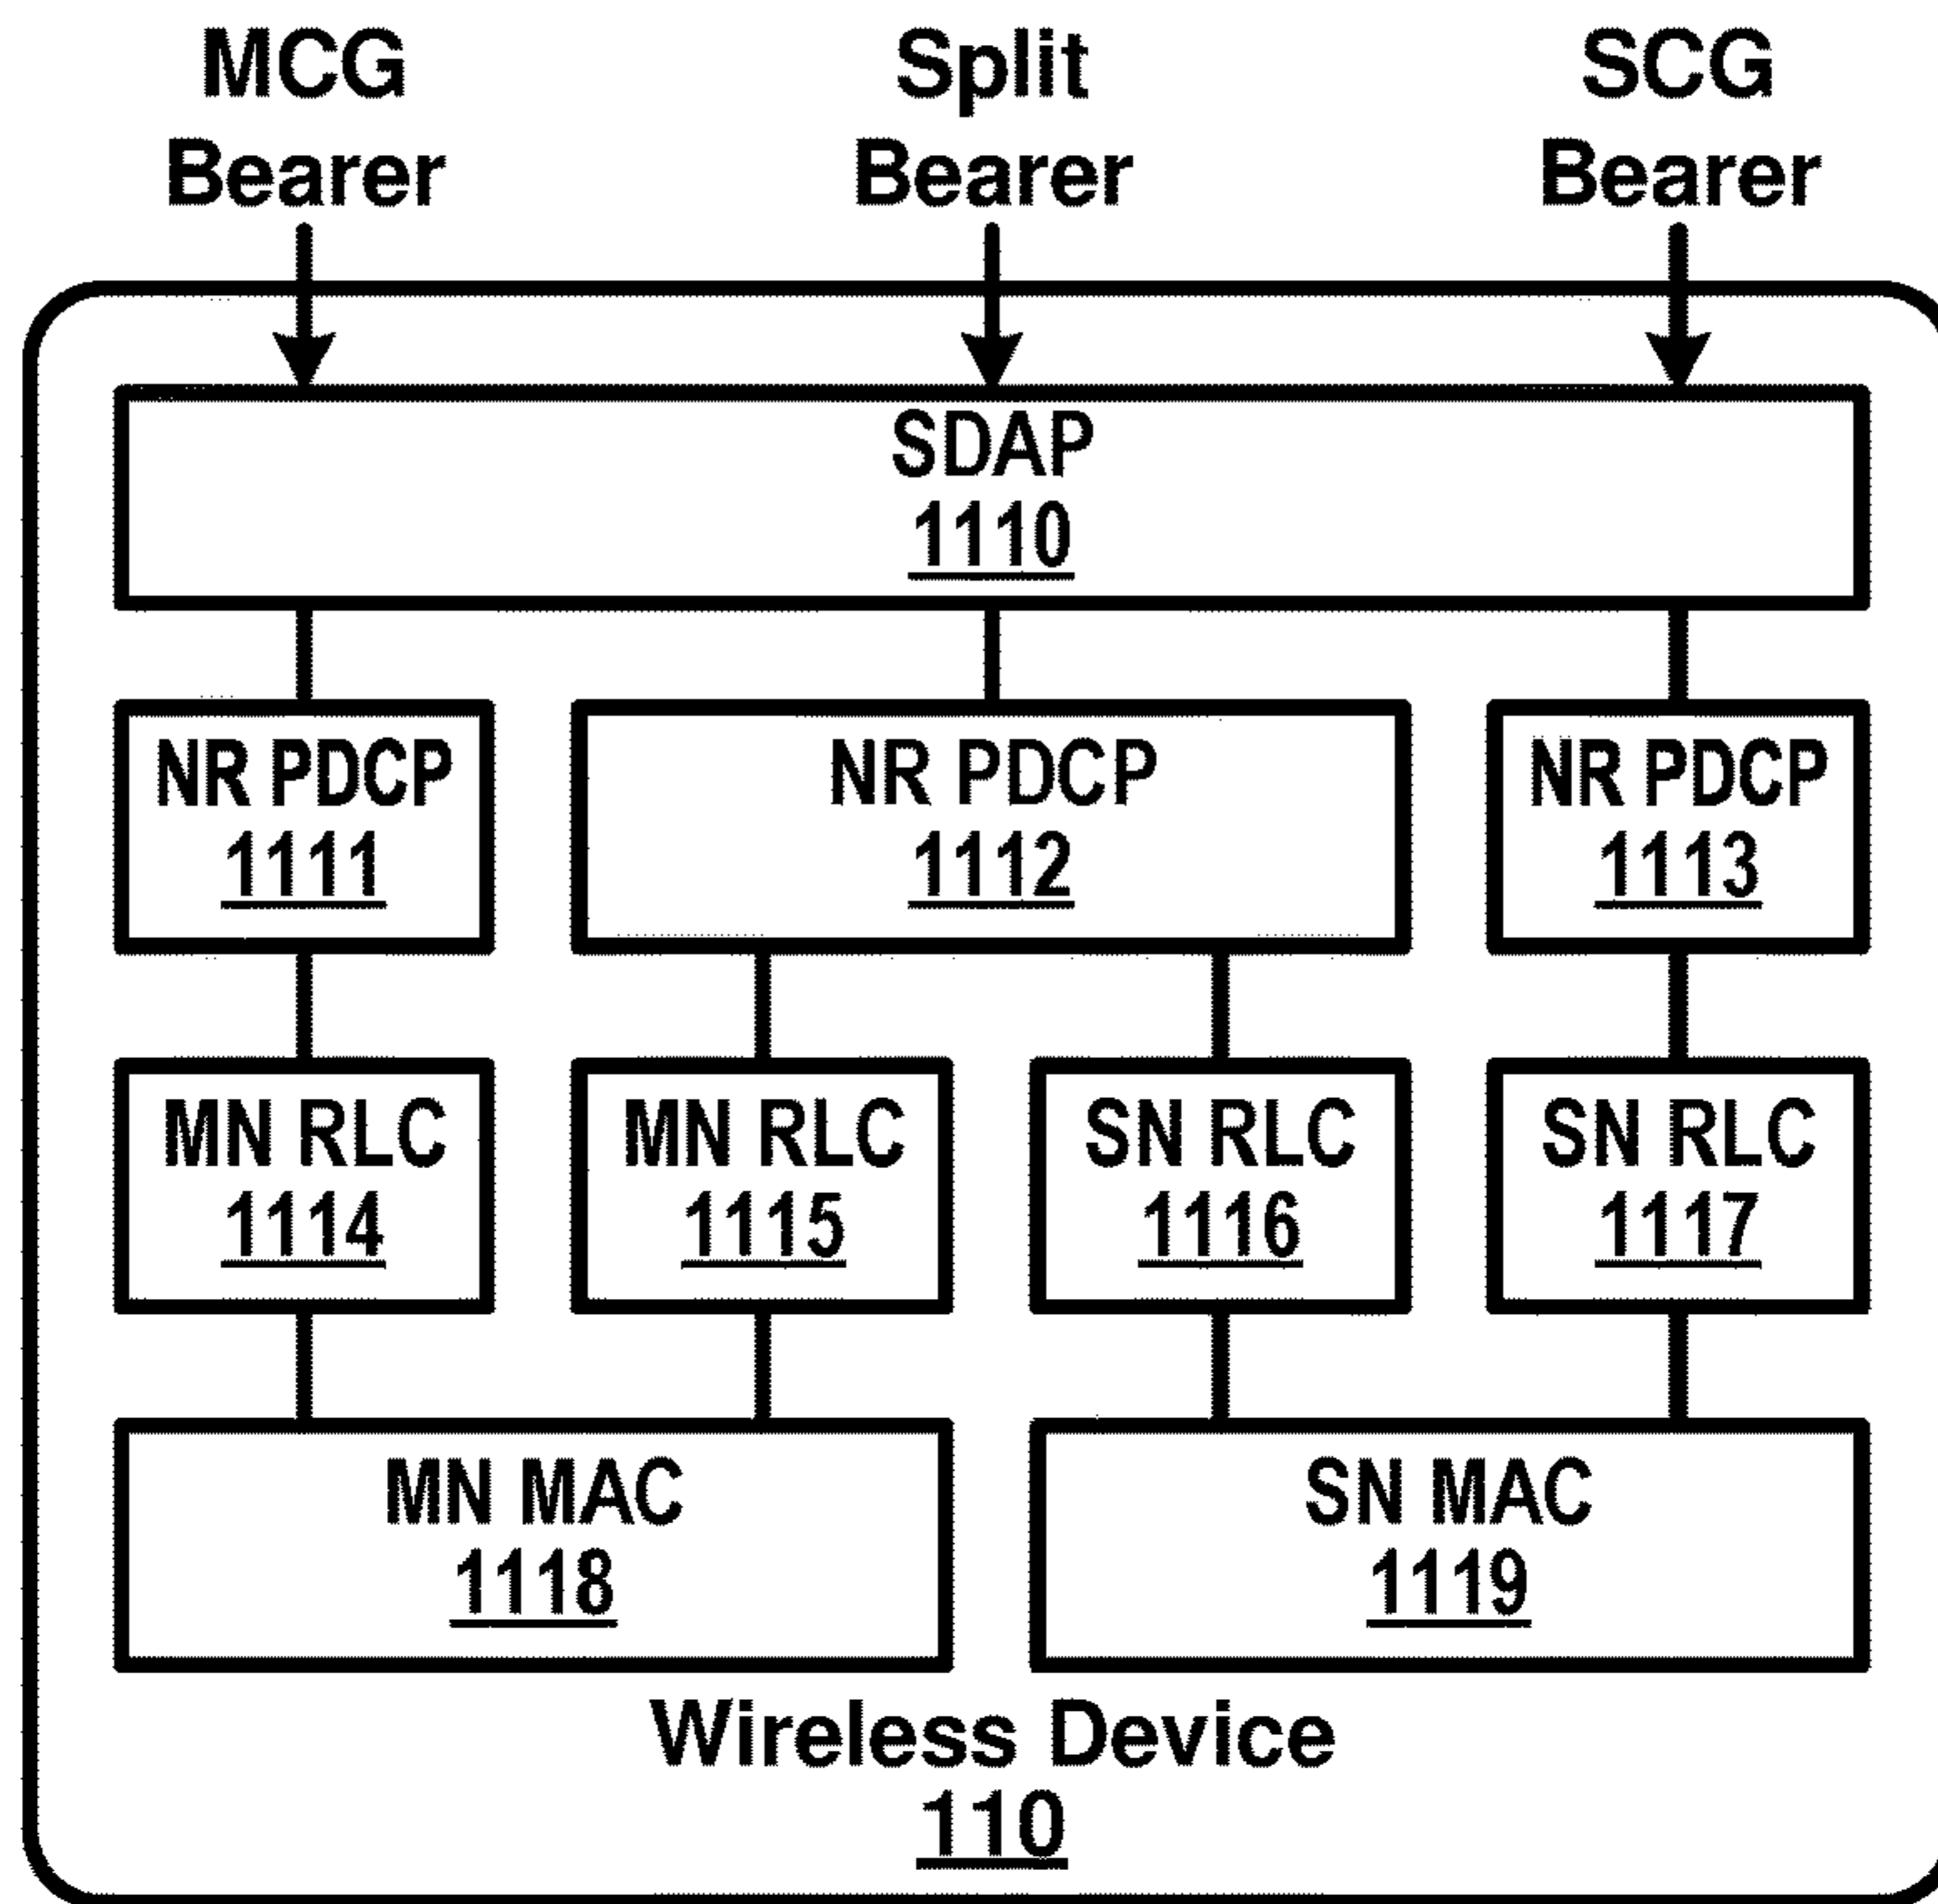 MCG Bearer
Split Bearer
SCG Bearer
SDAP
1110
NR PDCP
1111
NR PDCP
1112
NR PDCP
1113
MN RLC
1114
MN RLC
1115
SN RLC
1116
SN RLC
1117
MN MAC
1118
SN MAC
1119
Wireless Device
110